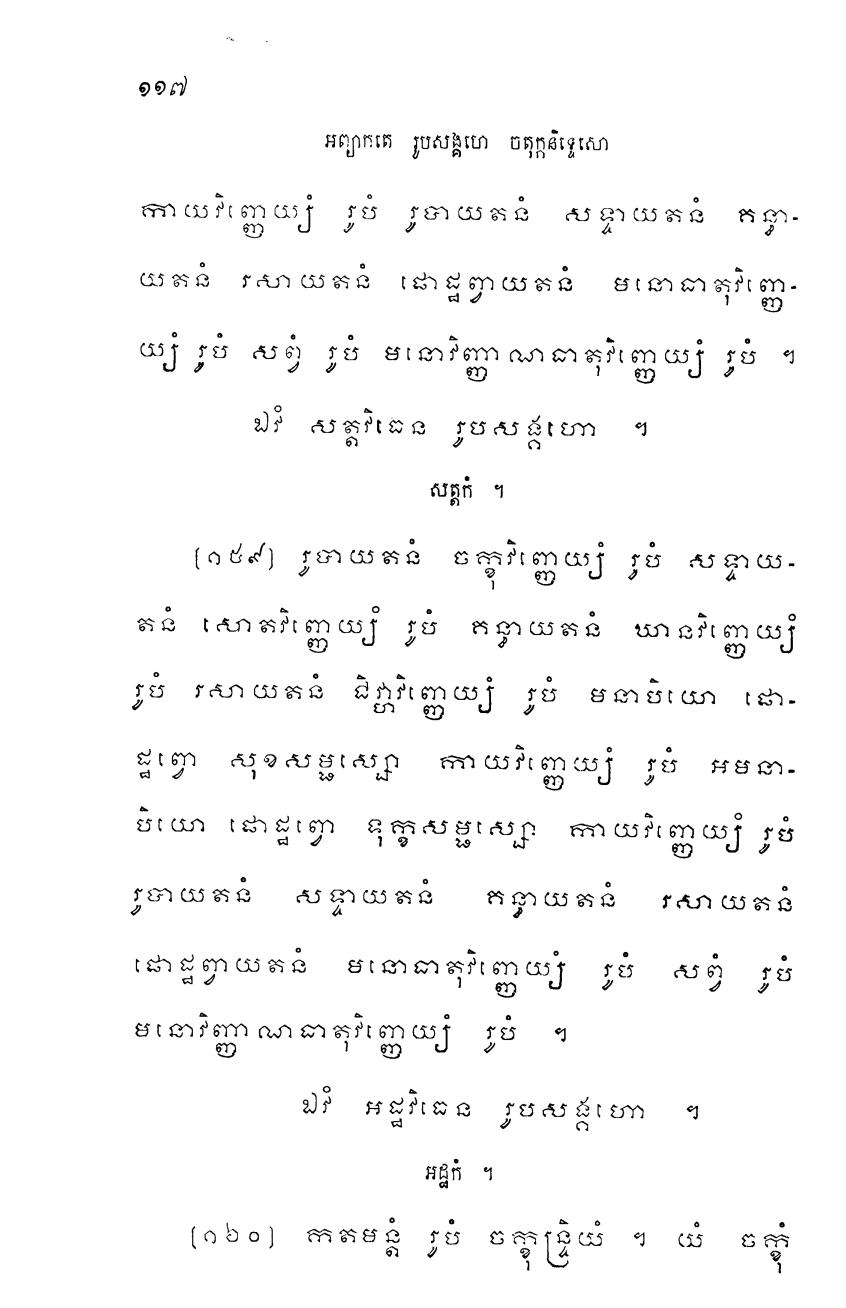 ១១៧
អព្យាកតេ រូបសង្គហេ ចតុក្កនិទ្ទេសោ
កាយវិញ្ញេយ្យំ រូបំ រូបាយតនំ សទ្ទាយតនំ គន្ធា-
យតនំ រសាយតនំ ផោដ្ឋព្វាយតនំ មនោធាតុវិញ្ញេ-
យ្យំ រូបំ សព្វំ រូបំ មនោវិញ្ញាណធាតុវិញ្ញេយ្យំ រូបំ ។
ឯវំ សត្តវិធេន រូបសង្គហោ ។
សត្តកំ ។
(១៥៩) រូបាយតនំ ចក្ខុវិញ្ញេយ្យំ រូបំ សទ្ទាយ-
តនំ សោតវិញ្ញេយ្យំ រូបំ គន្ធាយតនំ ឃានវិញ្ញេយ្យំ
រូបំ រសាយតនំ ជិវ្ហាវិញ្ញេយ្យំ រូបំ មនាបិយោ ផោ-
ដ្ឋព្វោ សុខសម្ផស្សោ កាយវិញ្ញេយ្យំ រូបំ អមនា-
បិយោ ផោដ្ឋព្វោ ទុក្ខសម្ផស្សោ កាយវិញ្ញេយ្យំ រូបំ
រូបាយតនំ សទ្ទាយតនំ គន្ធាយតនំ រសាយតនំ
ផោដ្ឋព្វាយតនំ មនោធាតុវិញ្ញេយ្យំ រូបំ សព្វំ រូបំ
មនោវិញ្ញាណធាតុវិញ្ញេយ្យំ រូបំ ។
ឯវំ អដ្ឋវិធេន រូបសង្គហោ ។
អដ្ឋកំ ។
(១៦០) កតមន្តំ រូបំ ចក្ខុន្ទ្រិយំ ។ យំ ចក្ខុំ